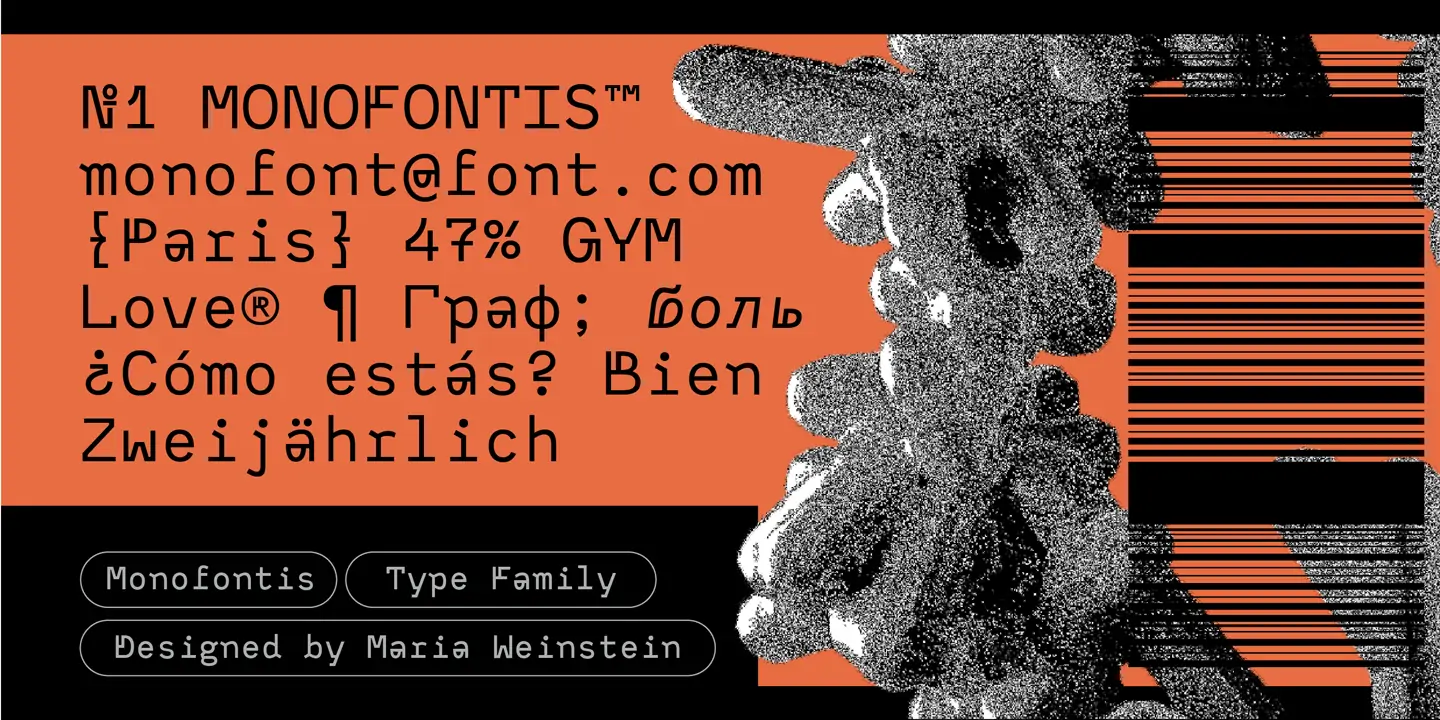 №1 MONOFONTIS™
monofont@font.com
{Paris} 47% GYM
Love® ¶ Граф; боль
¿Cómo estás? Bien
Zweijährlich
Monofontis
Type Family
Designed by Maria Weinstein